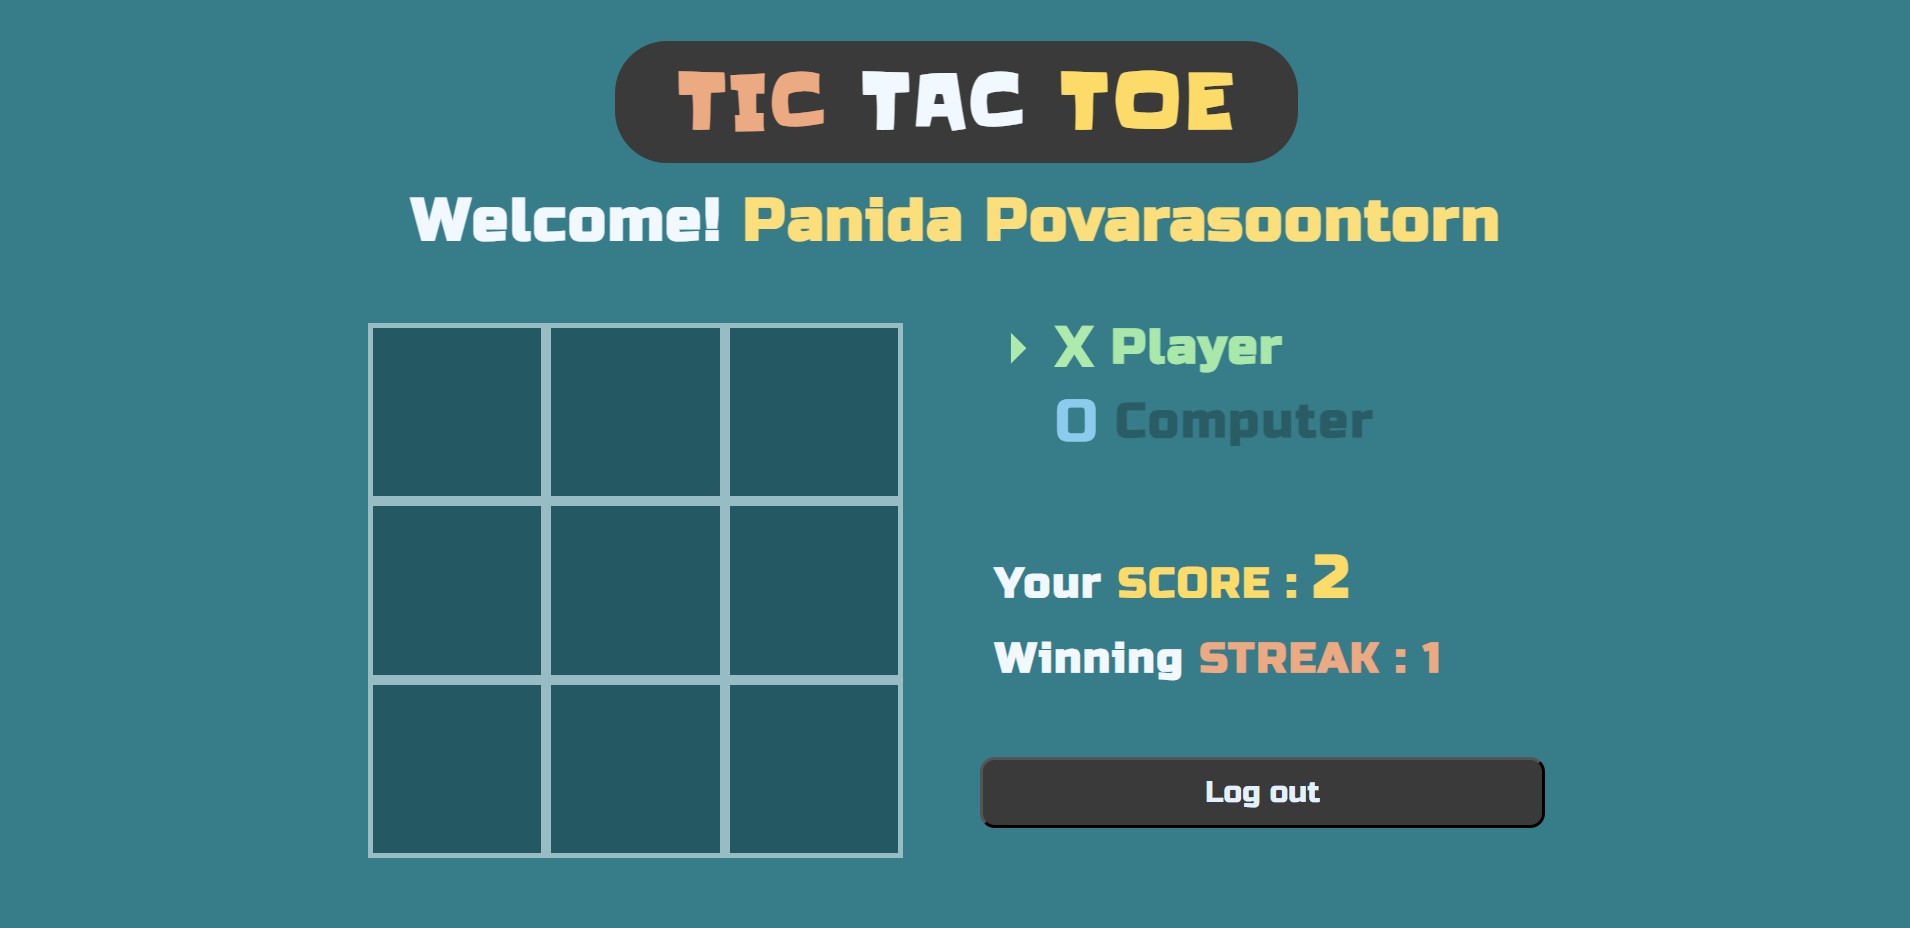 TIC TAC TOE
Welcome! Panida Povarasoontorn
X Player
O Computer
Your SCORE : 2
Winning STREAK : 1
Log out